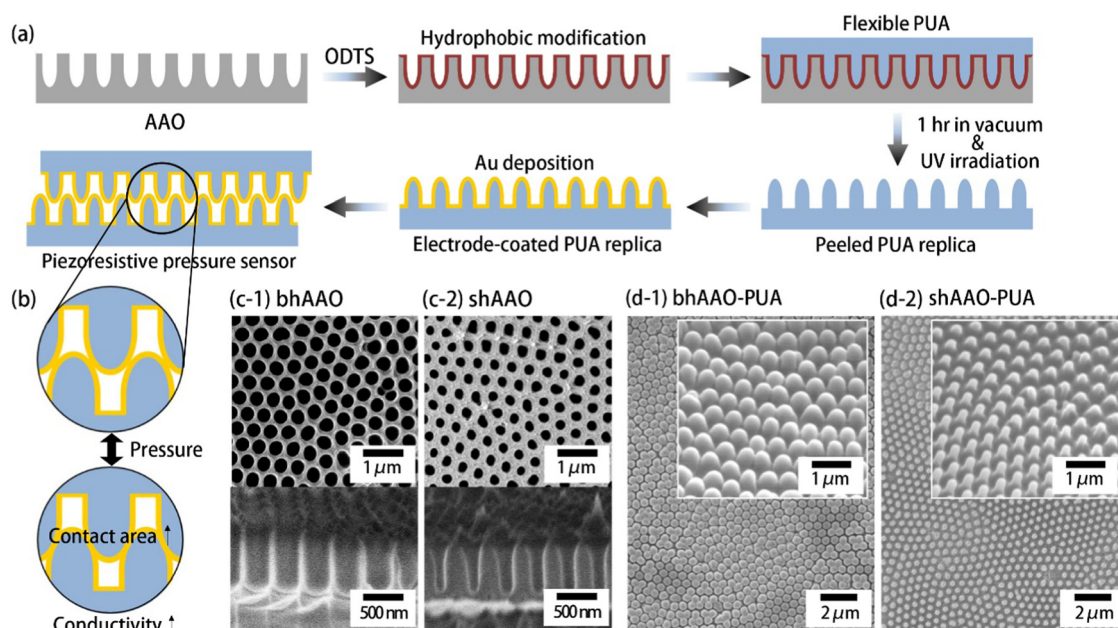 (a)
ODTS
Hydrophobic modification
Flexible PUA
AAO
1 hr in vacuum
&
UV irradiation
Au deposition
Piezoresistive pressure sensor
Electrode-coated PUA replica
Peeled PUA replica
(b)
(c-1) bhAAO
(c-2) shAAO
(d-1) bhAAO-PUA
(d-2) shAAO-PUA
Pressure
1 μm
1 μm
1 μm
1 μm
Contact area ↑
500 nm
500 nm
2 μm
2 μm
Conductivity ↑